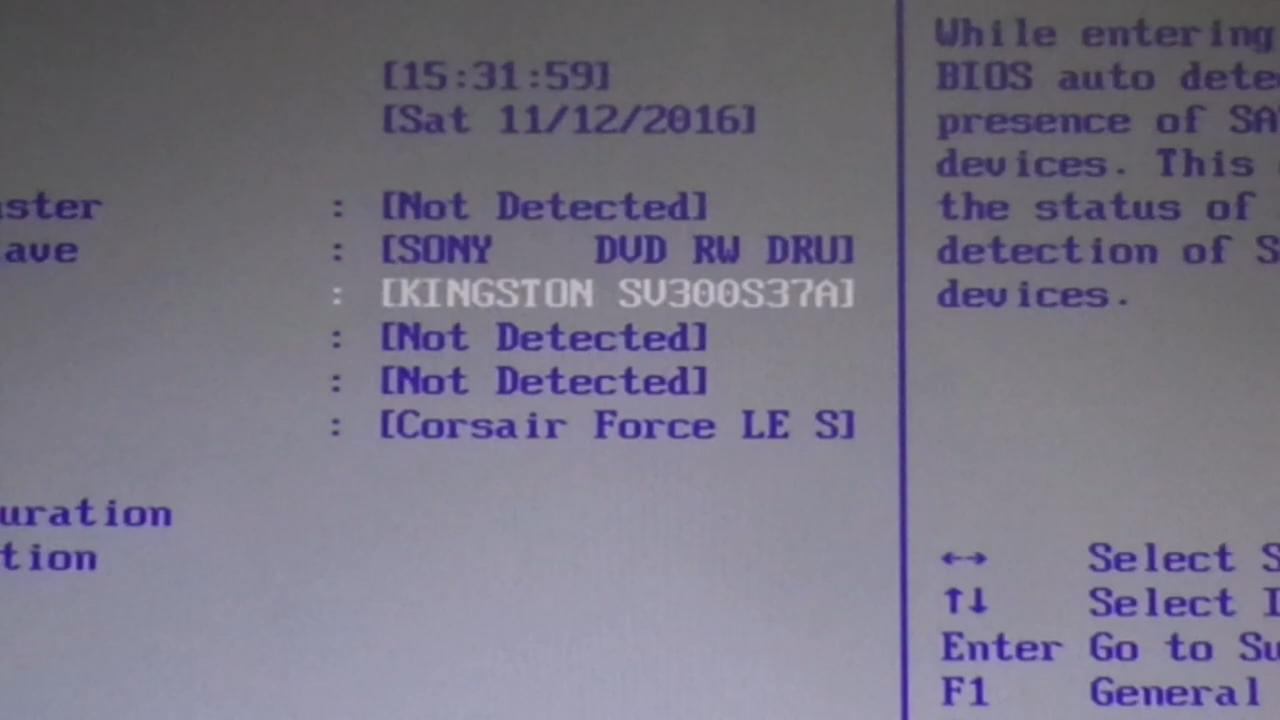 [15:31:59]
[Sat 11/12/2016]
ster : [Not Detected]
ave : [SONY DVD RW DRU]
: [KINGSTON SV300S37A]
: [Not Detected]
: [Not Detected]
: [Corsair Force LE S]
uration
tion
While entering
BIOS auto dete
presence of SA
devices. This
the status of
detection of S
devices.
←→ Select S
↑↓ Select I
Enter Go to Su
F1 General